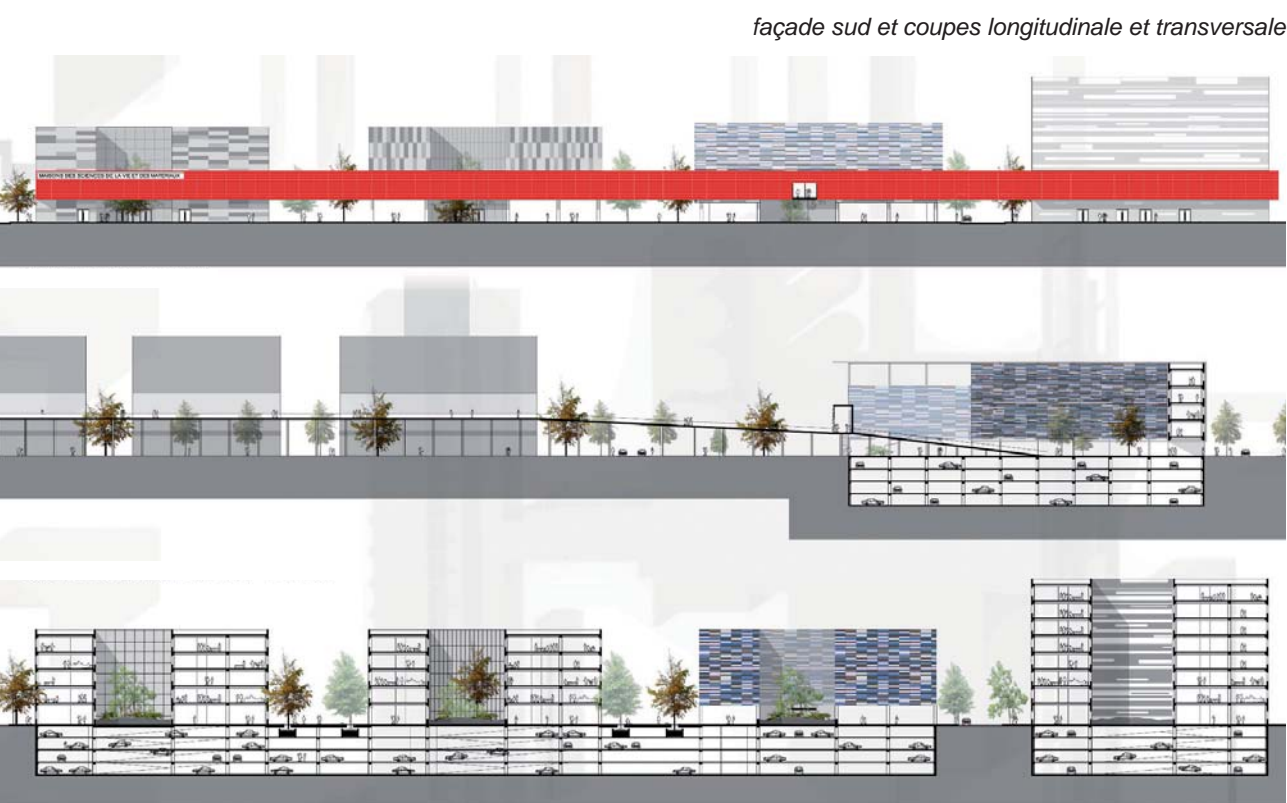 façade sud et coupes longitudinale et transversale
MAISONS DES SCIENCES DE LA VIE ET DES MATERIAUX